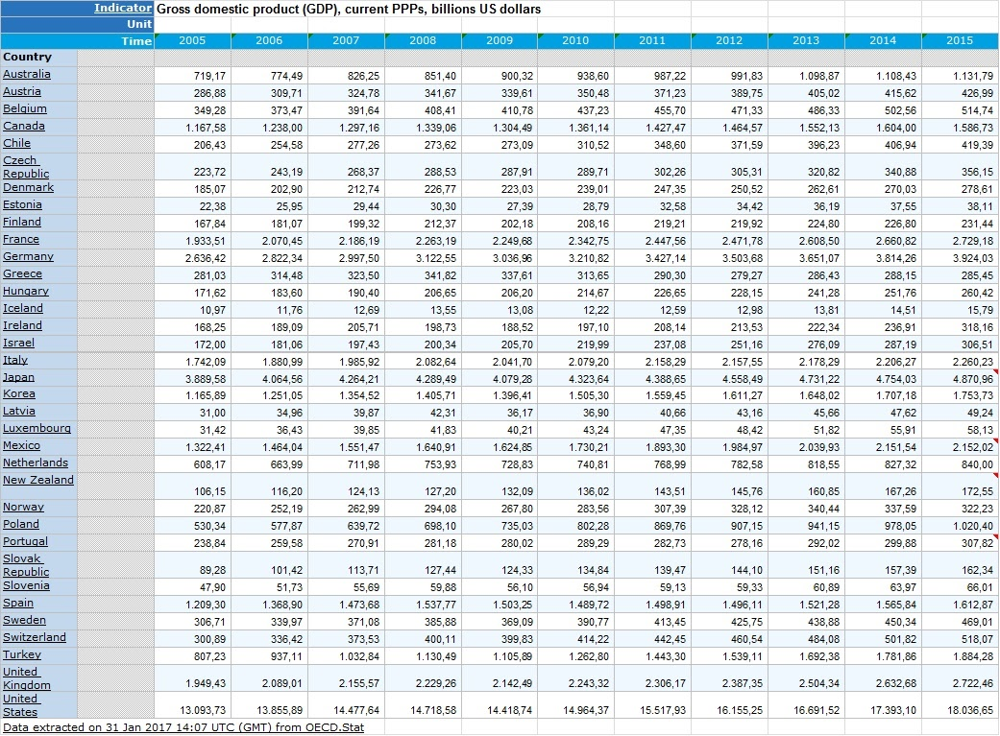 Indicator Gross domestic product (GDP), current PPPs, billions US dollars
Unit
Time 2005 2006 2007 2008 2009 2010 2011 2012 2013 2014 2015
Country
Australia 719,17 774,49 826,25 851,40 900,32 938,60 987,22 991,83 1.098,87 1.108,43 1.131,79
Austria 286,88 309,71 324,78 341,67 339,61 350,48 371,23 389,75 405,02 415,62 426,99
Belgium 349,28 373,47 391,64 408,41 410,78 437,23 455,70 471,33 486,33 502,56 514,74
Canada 1.167,58 1.238,00 1.297,16 1.339,06 1.304,49 1.361,14 1.427,47 1.464,57 1.552,13 1.604,00 1.586,73
Chile 206,43 254,58 277,26 273,62 273,09 310,52 348,60 371,59 396,23 406,94 419,39
Czech
Republic 223,72 243,19 268,37 288,53 287,91 289,71 302,26 305,31 320,82 340,88 356,15
Denmark 185,07 202,90 212,74 226,77 223,03 239,01 247,35 250,52 262,61 270,03 278,61
Estonia 22,38 25,95 29,44 30,30 27,39 28,79 32,58 34,42 36,19 37,55 38,11
Finland 167,84 181,07 199,32 212,37 202,18 208,16 219,21 219,92 224,80 226,80 231,44
France 1.933,51 2.070,45 2.186,19 2.263,19 2.249,68 2.342,75 2.447,56 2.471,78 2.608,50 2.660,82 2.729,18
Germany 2.636,42 2.822,34 2.997,50 3.122,55 3.036,96 3.210,82 3.427,14 3.503,68 3.651,07 3.814,26 3.924,03
Greece 281,03 314,48 323,50 341,82 337,61 313,65 290,30 279,27 286,43 288,15 285,45
Hungary 171,62 183,60 190,40 206,65 206,20 214,67 226,65 228,15 241,28 251,76 260,42
Iceland 10,97 11,76 12,69 13,55 13,08 12,22 12,59 12,98 13,81 14,51 15,79
Ireland 168,25 189,09 205,71 198,73 188,52 197,10 208,14 213,53 222,34 236,91 318,16
Israel 172,00 181,06 197,43 200,34 205,70 219,99 237,08 251,16 276,09 287,19 306,51
Italy 1.742,09 1.880,99 1.985,92 2.082,64 2.041,70 2.079,20 2.158,29 2.157,55 2.178,29 2.206,27 2.260,23
Japan 3.889,58 4.064,56 4.264,21 4.289,49 4.079,28 4.323,64 4.388,65 4.558,49 4.731,22 4.754,03 4.870,96
Korea 1.165,89 1.251,05 1.354,52 1.405,71 1.396,41 1.505,30 1.559,45 1.611,27 1.648,02 1.707,18 1.753,73
Latvia 31,00 34,96 39,87 42,31 36,17 36,90 40,66 43,16 45,66 47,62 49,24
Luxembourg 31,42 36,43 39,85 41,83 40,21 43,24 47,35 48,42 51,82 55,91 58,13
Mexico 1.322,41 1.464,04 1.551,47 1.640,91 1.624,85 1.730,21 1.893,30 1.984,97 2.039,93 2.151,54 2.152,02
Netherlands 608,17 663,99 711,98 753,93 728,83 740,81 768,99 782,58 818,55 827,32 840,00
New Zealand 106,15 116,20 124,13 127,20 132,09 136,02 143,51 145,76 160,85 167,26 172,55
Norway 220,87 252,19 262,99 294,08 267,80 283,56 307,39 328,12 340,44 337,59 322,23
Poland 530,34 577,87 639,72 698,10 735,03 802,28 869,76 907,15 941,15 978,05 1.020,40
Portugal 238,84 259,58 270,91 281,18 280,02 289,29 282,73 278,16 292,02 299,88 307,82
Slovak
Republic 89,28 101,42 113,71 127,44 124,33 134,84 139,47 144,10 151,16 157,39 162,34
Slovenia 47,90 51,73 55,69 59,88 56,10 56,94 59,13 59,33 60,89 63,97 66,01
Spain 1.209,30 1.368,90 1.473,68 1.537,77 1.503,25 1.489,72 1.498,91 1.496,11 1.521,28 1.565,84 1.612,87
Sweden 306,71 339,97 371,08 385,88 369,09 390,77 413,45 425,75 438,88 450,34 469,01
Switzerland 300,89 336,42 373,53 400,11 399,83 414,22 442,45 460,54 484,08 501,82 518,07
Turkey 807,23 937,11 1.032,84 1.130,49 1.105,89 1.262,80 1.443,30 1.539,11 1.692,38 1.781,86 1.884,28
United
Kingdom 1.949,43 2.089,01 2.155,57 2.229,26 2.142,49 2.243,32 2.306,17 2.387,35 2.504,34 2.632,68 2.722,46
United
States 13.093,73 13.855,89 14.477,64 14.718,58 14.418,74 14.964,37 15.517,93 16.155,25 16.691,52 17.393,10 18.036,65
Data extracted on 31 Jan 2017 14:07 UTC (GMT) from OECD.Stat